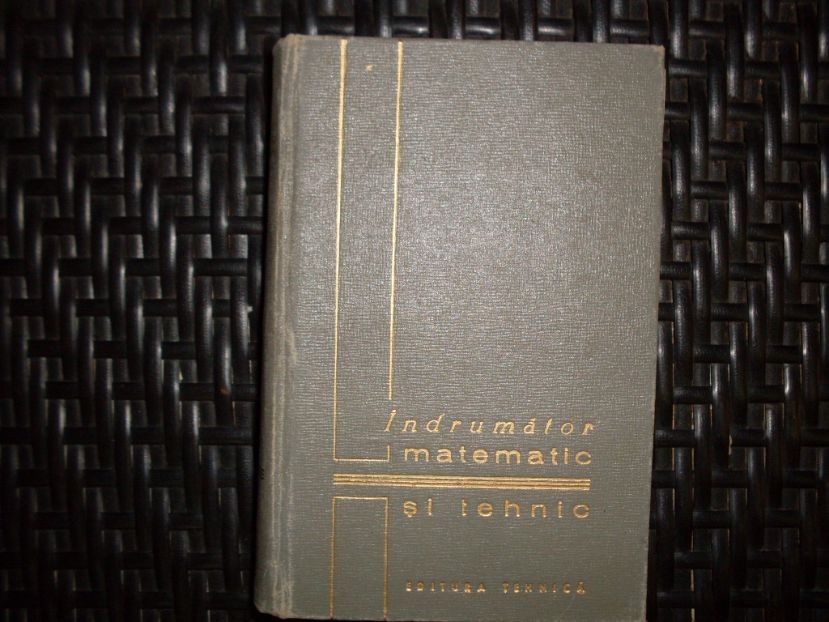 Îndrumător
matematic
și tehnic
EDITURA TEHNICĂ